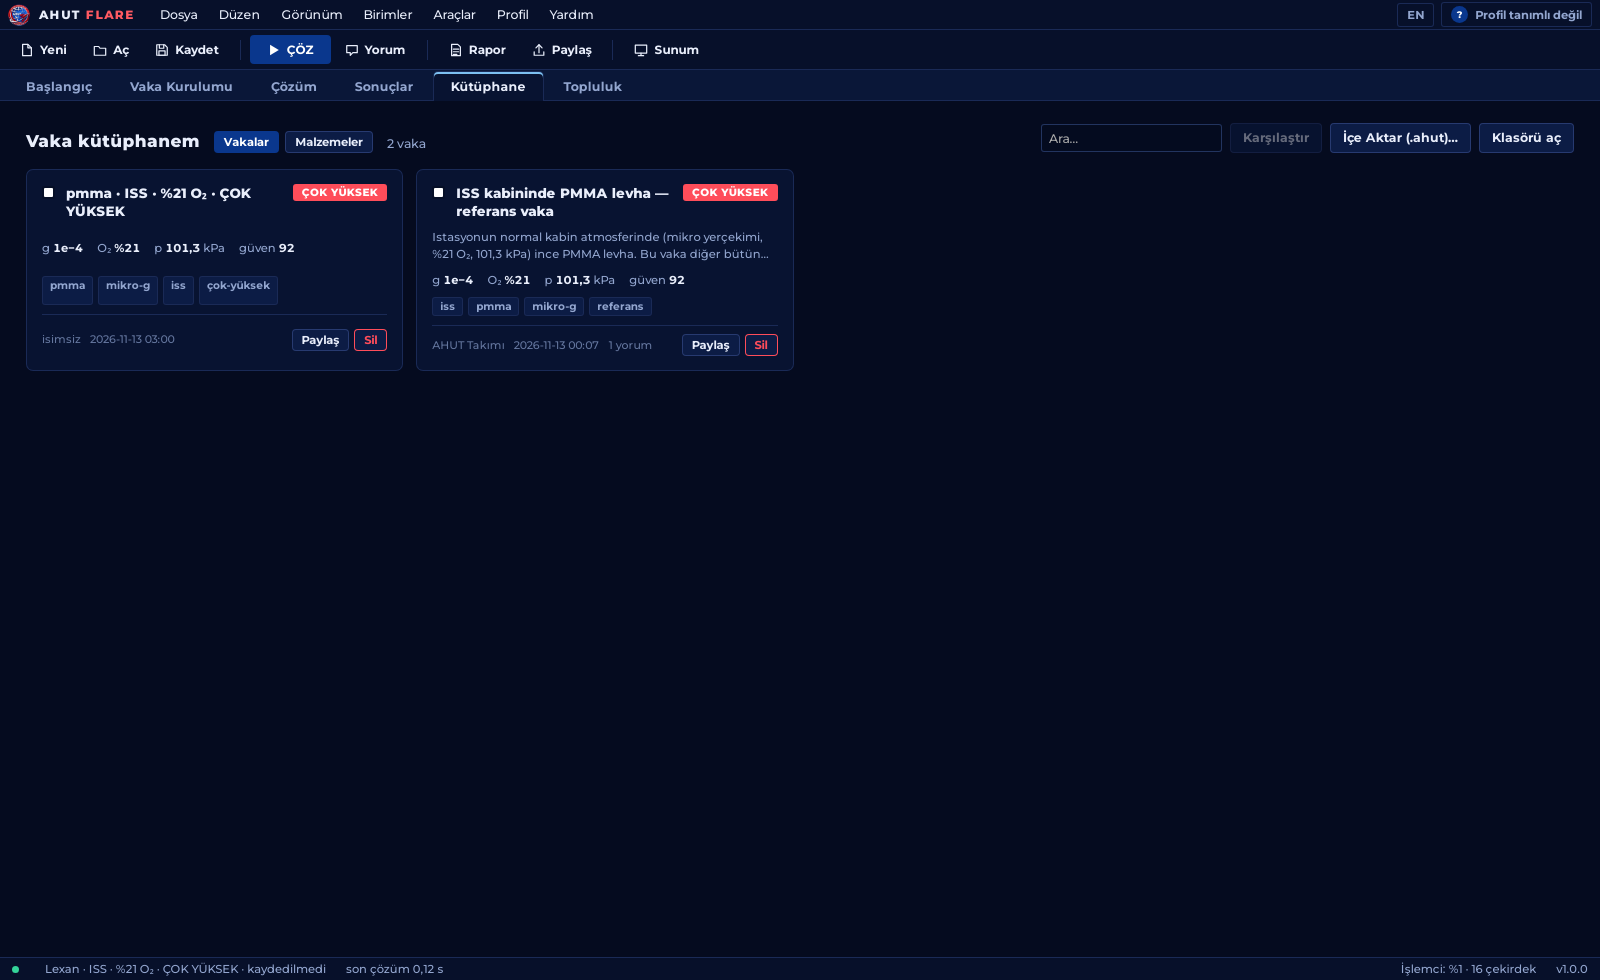 AHUT FLARE Dosya Düzen Görünüm Birimler Araçlar Profil Yardım EN ? Profil tanımlı değil
Yeni Aç Kaydet ÇÖZ Yorum Rapor Paylaş Sunum
Başlangıç Vaka Kurulumu Çözüm Sonuçlar Kütüphane Topluluk
Vaka kütüphanem Vakalar Malzemeler 2 vaka Ara... Karşılaştır İçe Aktar (.ahut)... Klasörü aç
pmma · ISS · %21 O₂ · ÇOK
YÜKSEK
ÇOK YÜKSEK
g 1e−4 O₂ %21 p 101,3 kPa güven 92
pmma mikro-g iss çok-yüksek
isimsiz 2026-11-13 03:00 Paylaş Sil
ISS kabininde PMMA levha —
referans vaka
ÇOK YÜKSEK
Istasyonun normal kabin atmosferinde (mikro yerçekimi,
%21 O₂, 101,3 kPa) ince PMMA levha. Bu vaka diğer bütün...
g 1e−4 O₂ %21 p 101,3 kPa güven 92
iss pmma mikro-g referans
AHUT Takımı 2026-11-13 00:07 1 yorum Paylaş Sil
Lexan · ISS · %21 O₂ · ÇOK YÜKSEK · kaydedilmedi son çözüm 0,12 s İşlemci: %1 · 16 çekirdek v1.0.0